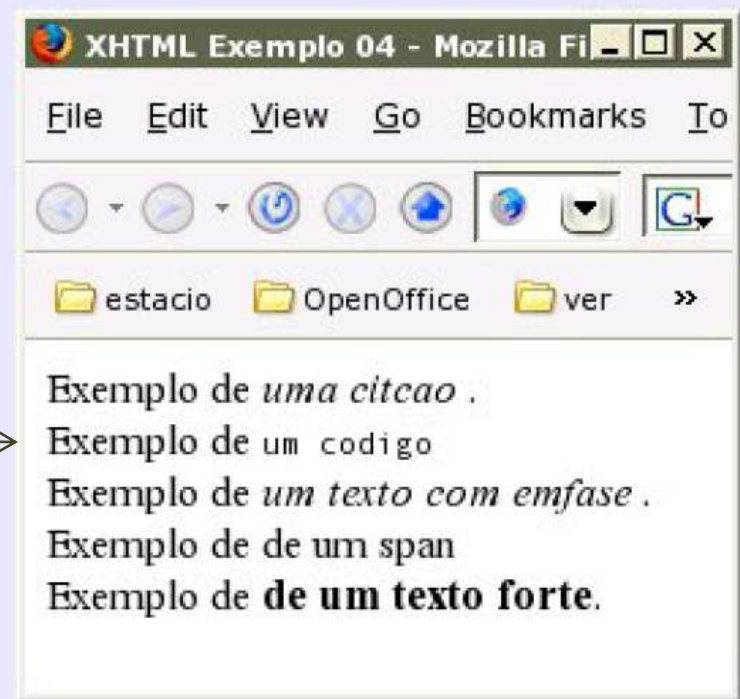 XHTML Exemplo 04 - Mozilla Fi
File Edit View Go Bookmarks To
G
estacio OpenOffice ver »
Exemplo de uma citcao .
Exemplo de um codigo
Exemplo de um texto com emfase .
Exemplo de de um span
Exemplo de de um texto forte.